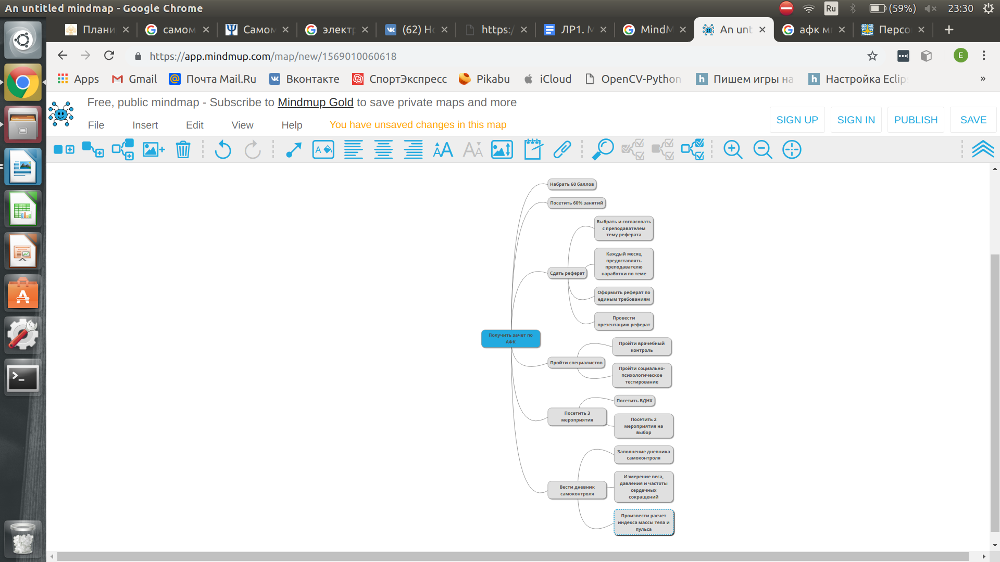 An untitled mindmap - Google Chrome
Ru
(59%)
23:30
Плани
самом
Самом
электр
(62) Но
https:/
ЛР1. М
MindM
An unt
афк ми
Персо
https://app.mindmup.com/map/new/1569010060618
E
Apps
Gmail
Почта Mail.Ru
Вконтакте
СпортЭкспресс
Pikabu
iCloud
OpenCV-Python
Пишем игры на
Настройка Eclip
»
Free, public mindmap - Subscribe to Mindmup Gold to save private maps and more
File
Insert
Edit
View
Help
You have unsaved changes in this map
SIGN UP
SIGN IN
PUBLISH
SAVE
Набрать 60 баллов
Посетить 60% занятий
Выбрать и согласовать
с преподавателем
тему реферата
Каждый месяц
предоставлять
преподавателю
наработки по теме
Сдать реферат
Оформить реферат по
единым требованиям
Провести
презентацию реферат
Получить зачет по
АФК
Пройти врачебный
контроль
Пройти специалистов
Пройти социально-
психологическое
тестирование
Посетить ВДНХ
Посетить 3
мероприятия
Посетить 2
мероприятия на
выбор
Заполнение дневника
самоконтроля
Измерение веса,
давления и частоты
сердечных
сокращений
Вести дневник
самоконтроля
Произвести расчет
индекса массы тела и
пульса